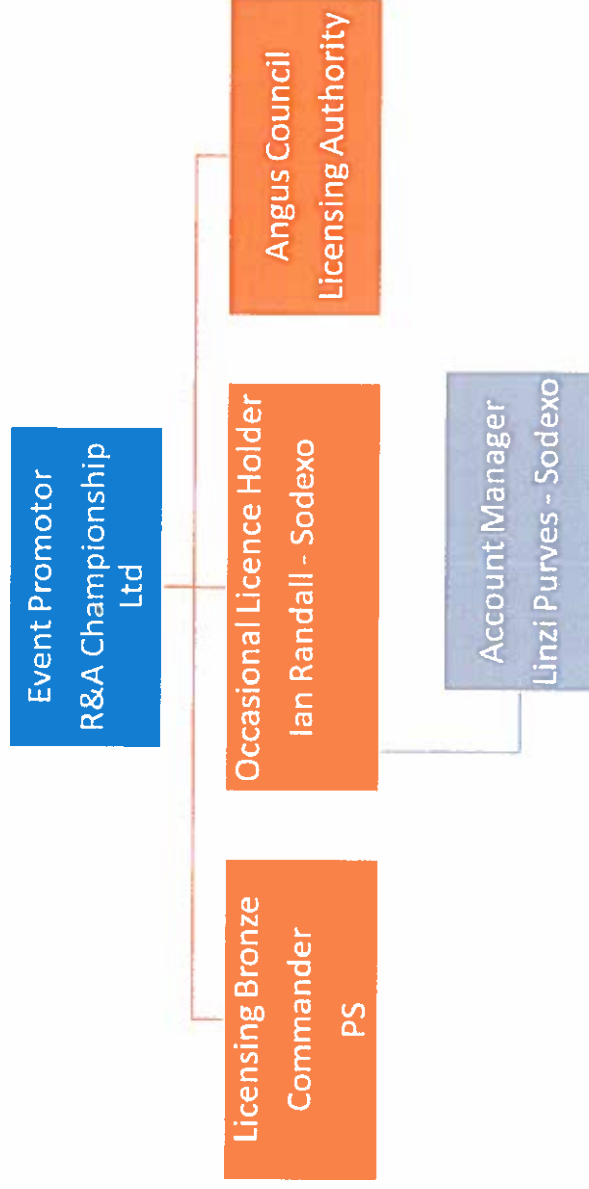 Event Promotor
R&A Championship
Ltd
Licensing Bronze
Commander
PS
Occasional Licence Holder
Ian Randall - Sodexo
Angus Council
Licensing Authority
Account Manager
Linzi Purves - Sodexo